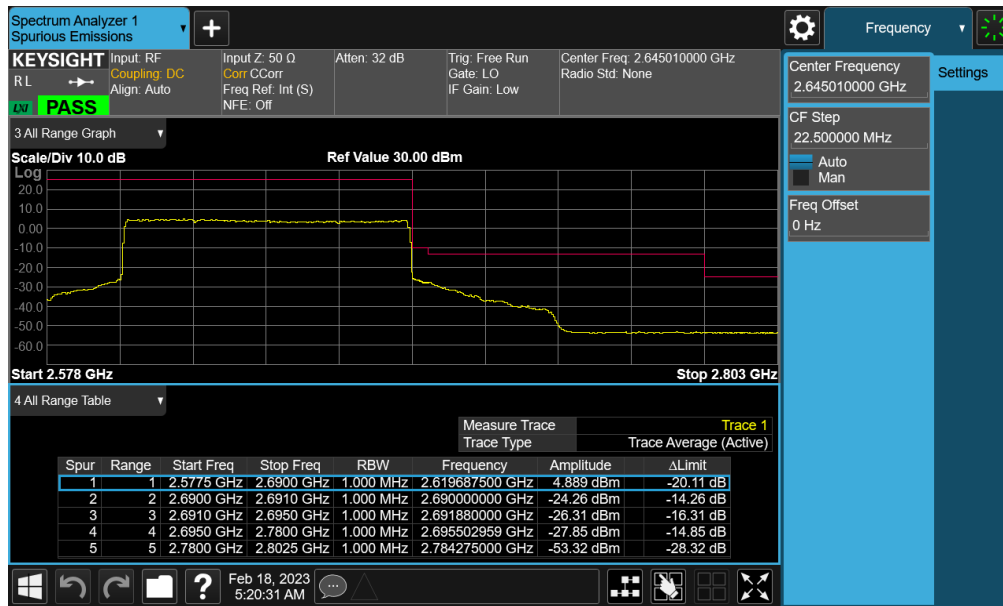 Spectrum Analyzer 1
Spurious Emissions
Frequency
KEYSIGHT
R L
LXI
PASS
Input: RF
Coupling: DC
Align: Auto
Input Z: 50 Ω
Corr CCorr
Freq Ref: Int (S)
NFE: Off
Atten: 32 dB
Trig: Free Run
Gate: LO
IF Gain: Low
Center Freq: 2.645010000 GHz
Radio Std: None
Center Frequency
2.645010000 GHz
Settings
CF Step
22.500000 MHz
Auto
Man
Freq Offset
0 Hz
3 All Range Graph
Scale/Div 10.0 dB
Ref Value 30.00 dBm
Log
20.0
10.0
0.00
-10.0
-20.0
-30.0
-40.0
-50.0
-60.0
Start 2.578 GHz
Stop 2.803 GHz
4 All Range Table
Measure Trace Trace 1
Trace Type Trace Average (Active)
Spur Range Start Freq Stop Freq RBW Frequency Amplitude ΔLimit
1 1 2.5775 GHz 2.6900 GHz 1.000 MHz 2.619687500 GHz 4.889 dBm -20.11 dB
2 2 2.6900 GHz 2.6910 GHz 1.000 MHz 2.690000000 GHz -24.26 dBm -14.26 dB
3 3 2.6910 GHz 2.6950 GHz 1.000 MHz 2.691880000 GHz -26.31 dBm -16.31 dB
4 4 2.6950 GHz 2.7800 GHz 1.000 MHz 2.695502959 GHz -27.85 dBm -14.85 dB
5 5 2.7800 GHz 2.8025 GHz 1.000 MHz 2.784275000 GHz -53.32 dBm -28.32 dB
Feb 18, 2023
5:20:31 AM